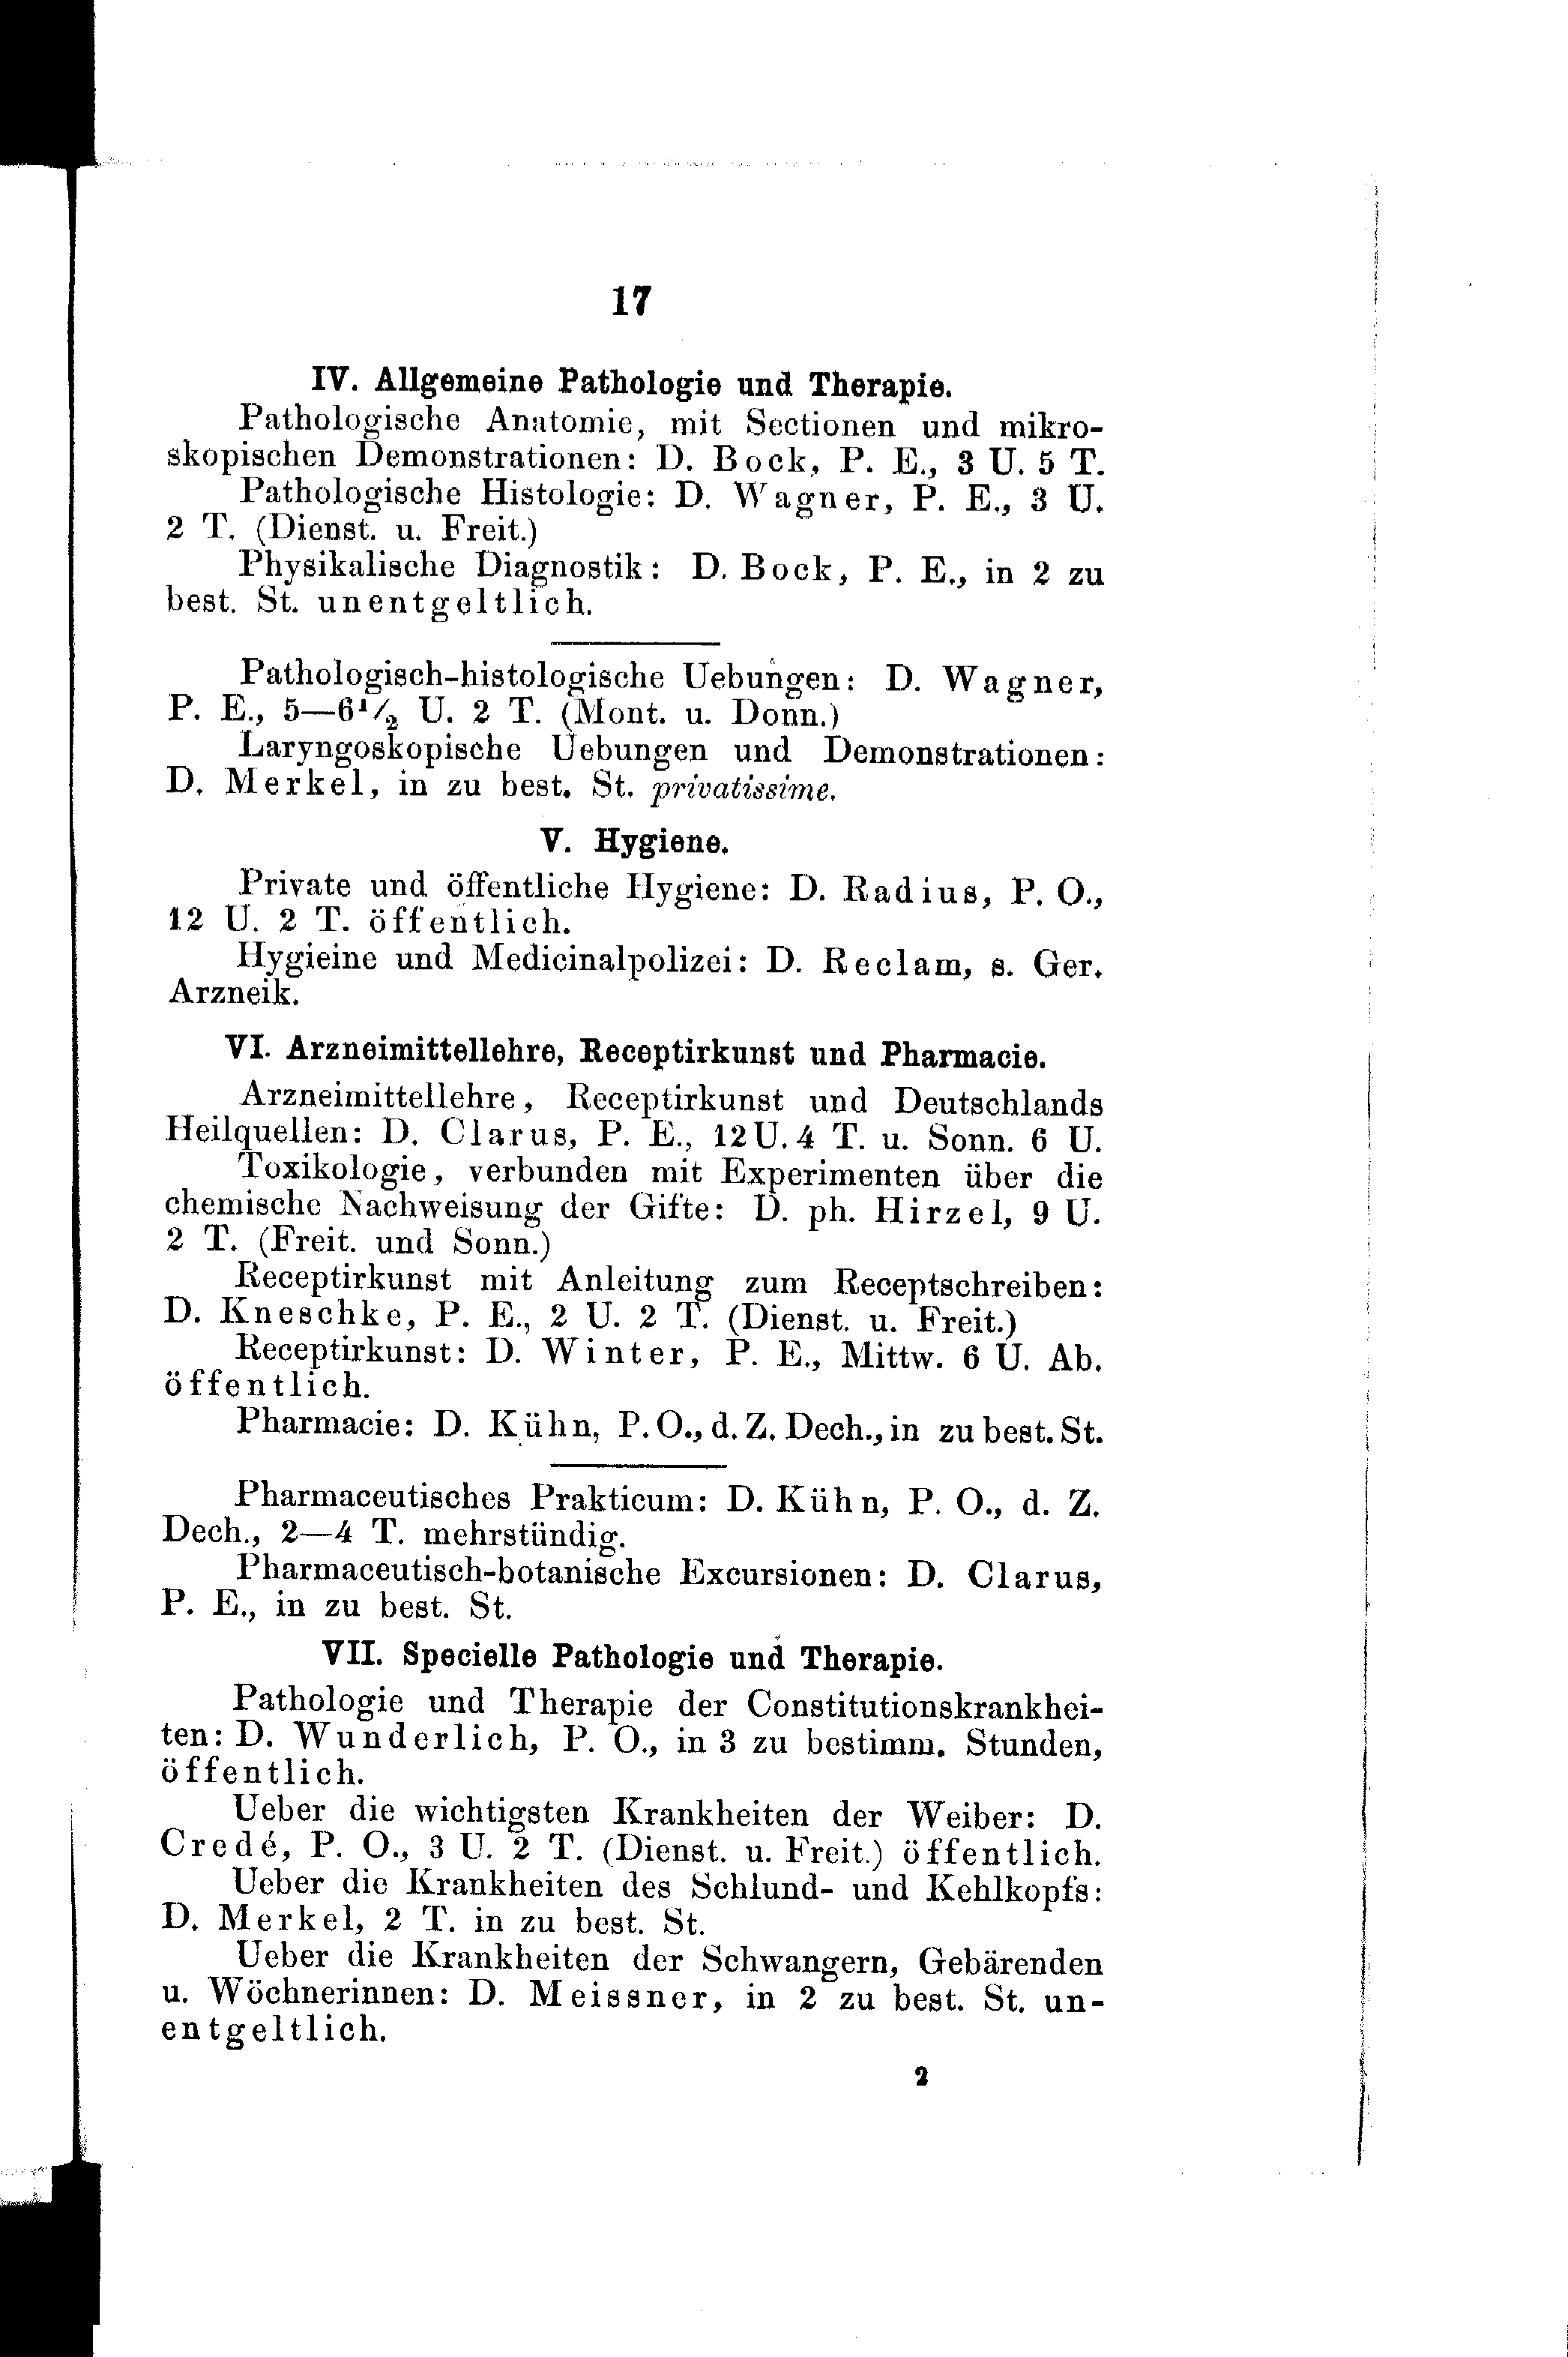 17
IV. Allgemeine Pathologie und Therapie.
Pathologische Anatomie, mit Sectionen und mikro-
skopischen Demonstrationen: D. Bock, P. E., 3 U. 5 T.
Pathologische Histologie: D. Wagner, P. E., 3 U.
2 T. (Dienst. u. Freit.)
Physikalische Diagnostik: D. Bock, P. E., in 2 zu
best. St. unentgeltlich.
Pathologisch-histologische Uebungen: D. Wagner,
P. E., 5—6½ U. 2 T. (Mont. u. Donn.)
Laryngoskopische Uebungen und Demonstrationen:
D. Merkel, in zu best. St. privatissime.
V. Hygiene.
Private und öffentliche Hygiene: D. Radius, P. O.,
12 U. 2 T. öffentlich.
Hygieine und Medicinalpolizei: D. Reclam, s. Ger.
Arzneik.
VI. Arzneimittellehre, Receptirkunst und Pharmacie.
Arzneimittellehre, Receptirkunst und Deutschlands
Heilquellen: D. Clarus, P. E., 12 U. 4 T. u. Sonn. 6 U.
Toxikologie, verbunden mit Experimenten über die
chemische Nachweisung der Gifte: D. ph. Hirzel, 9 U.
2 T. (Freit. und Sonn.)
Receptirkunst mit Anleitung zum Receptschreiben:
D. Kneschke, P. E., 2 U. 2 T. (Dienst. u. Freit.)
Receptirkunst: D. Winter, P. E., Mittw. 6 U. Ab.
öffentlich.
Pharmacie: D. Kühn, P. O., d. Z. Dech., in zu best. St.
Pharmaceutisches Prakticum: D. Kühn, P. O., d. Z.
Dech., 2—4 T. mehrstündig.
Pharmaceutisch-botanische Excursionen: D. Clarus,
P. E., in zu best. St.
VII. Specielle Pathologie und Therapie.
Pathologie und Therapie der Constitutionskrankhei-
ten: D. Wunderlich, P. O., in 3 zu bestimm. Stunden,
öffentlich.
Ueber die wichtigsten Krankheiten der Weiber: D.
Credé, P. O., 3 U. 2 T. (Dienst. u. Freit.) öffentlich.
Ueber die Krankheiten des Schlund- und Kehlkopfs:
D. Merkel, 2 T. in zu best. St.
Ueber die Krankheiten der Schwangern, Gebärenden
u. Wöchnerinnen: D. Meissner, in 2 zu best. St. un-
entgeltlich.
2